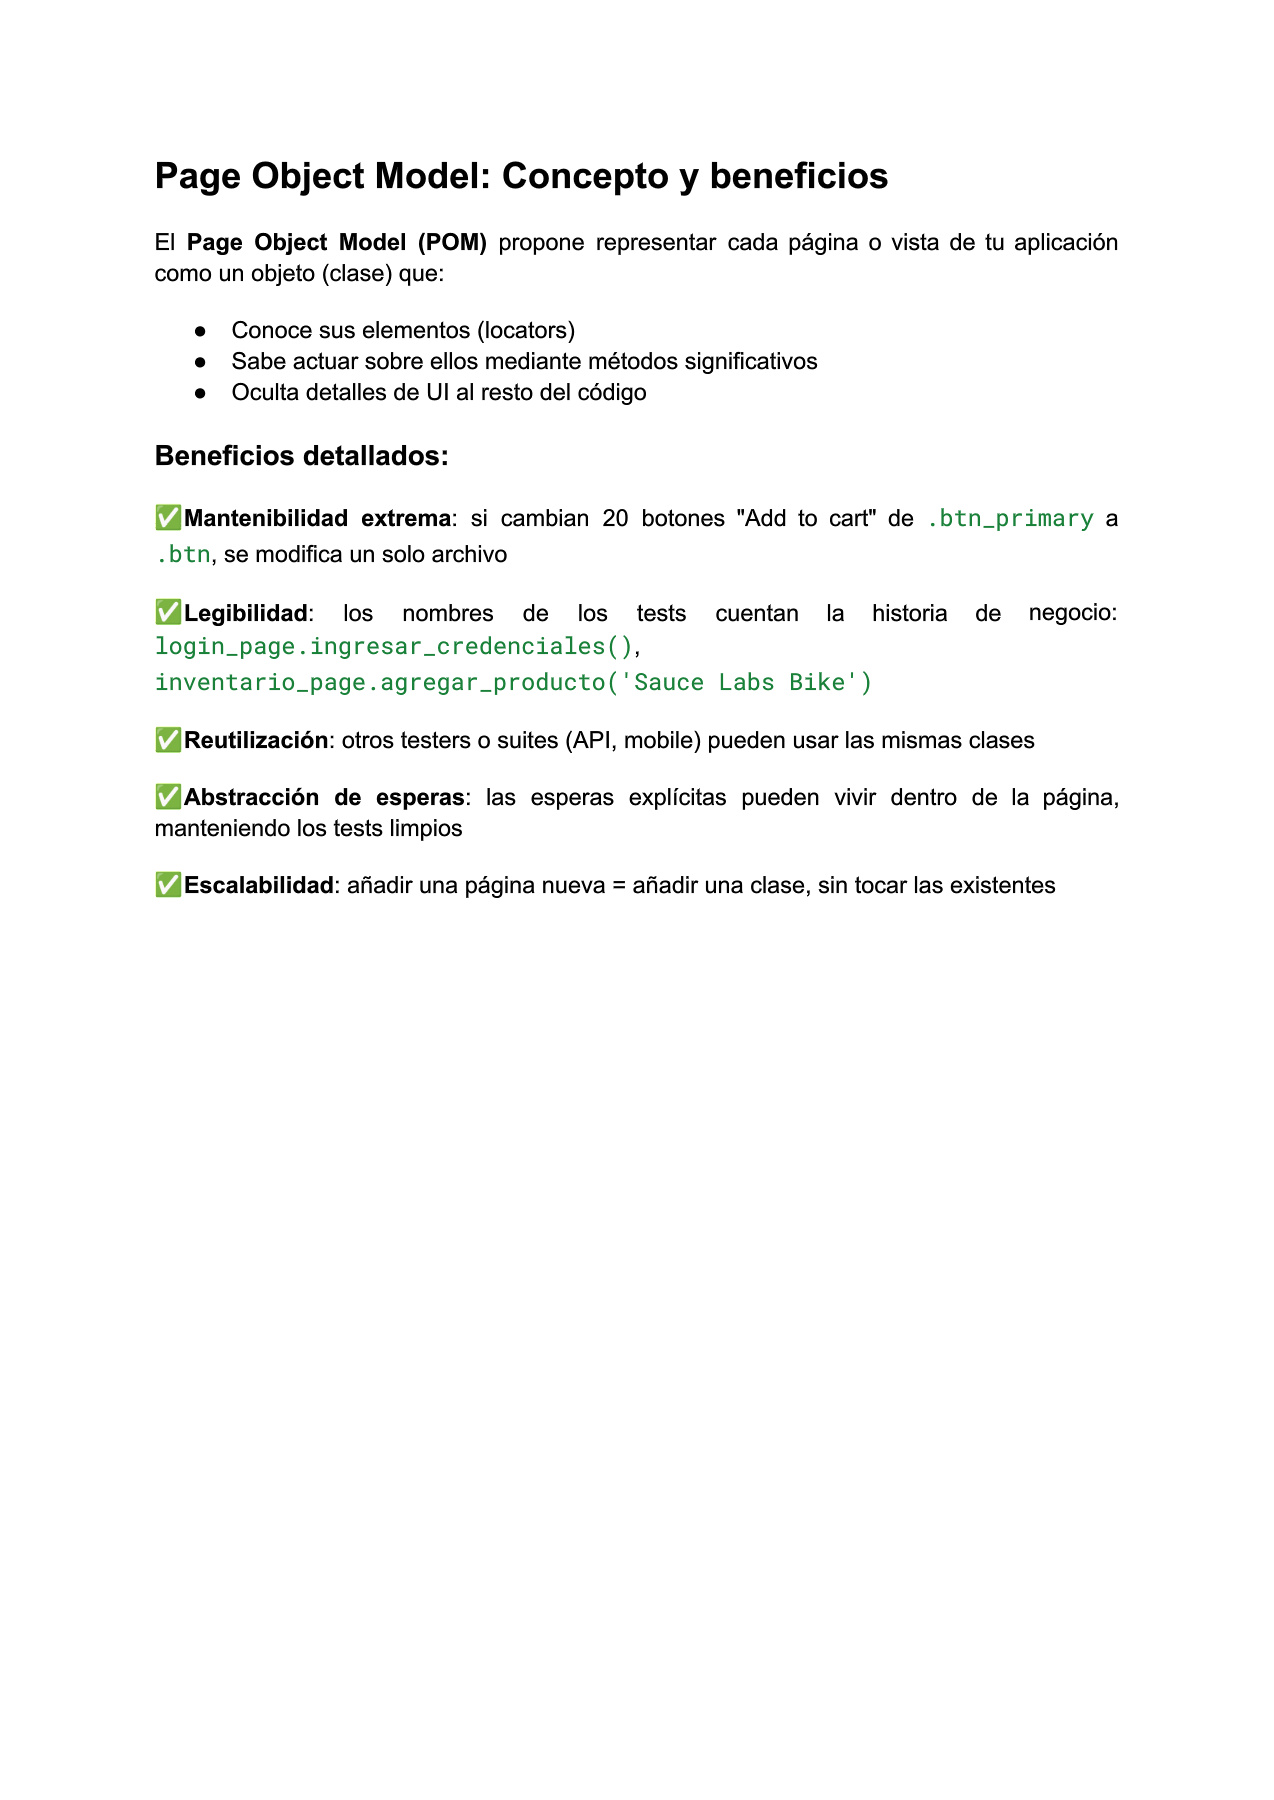 Page Object Model: Concepto y beneficios
El Page Object Model (POM) propone representar cada página o vista de tu aplicación
como un objeto (clase) que:
● Conoce sus elementos (locators)
● Sabe actuar sobre ellos mediante métodos significativos
● Oculta detalles de UI al resto del código
Beneficios detallados:
✅Mantenibilidad extrema: si cambian 20 botones "Add to cart" de .btn_primary a
.btn, se modifica un solo archivo
✅Legibilidad: los nombres de los tests cuentan la historia de negocio:
login_page.ingresar_credenciales(),
inventario_page.agregar_producto('Sauce Labs Bike')
✅Reutilización: otros testers o suites (API, mobile) pueden usar las mismas clases
✅Abstracción de esperas: las esperas explícitas pueden vivir dentro de la página,
manteniendo los tests limpios
✅Escalabilidad: añadir una página nueva = añadir una clase, sin tocar las existentes